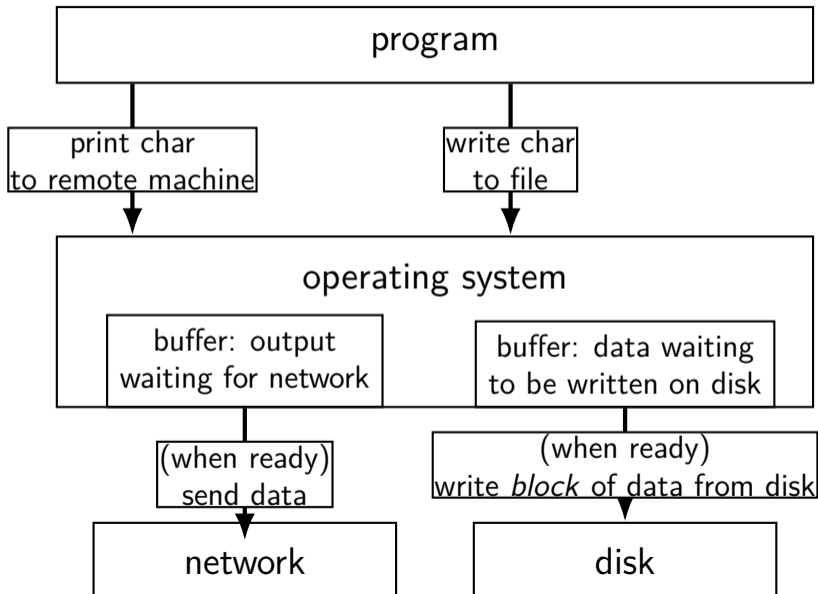 program
print char
to remote machine
write char
to file
operating system
buffer: output
waiting for network
buffer: data waiting
to be written on disk
(when ready)
send data
(when ready)
write block of data from disk
network
disk